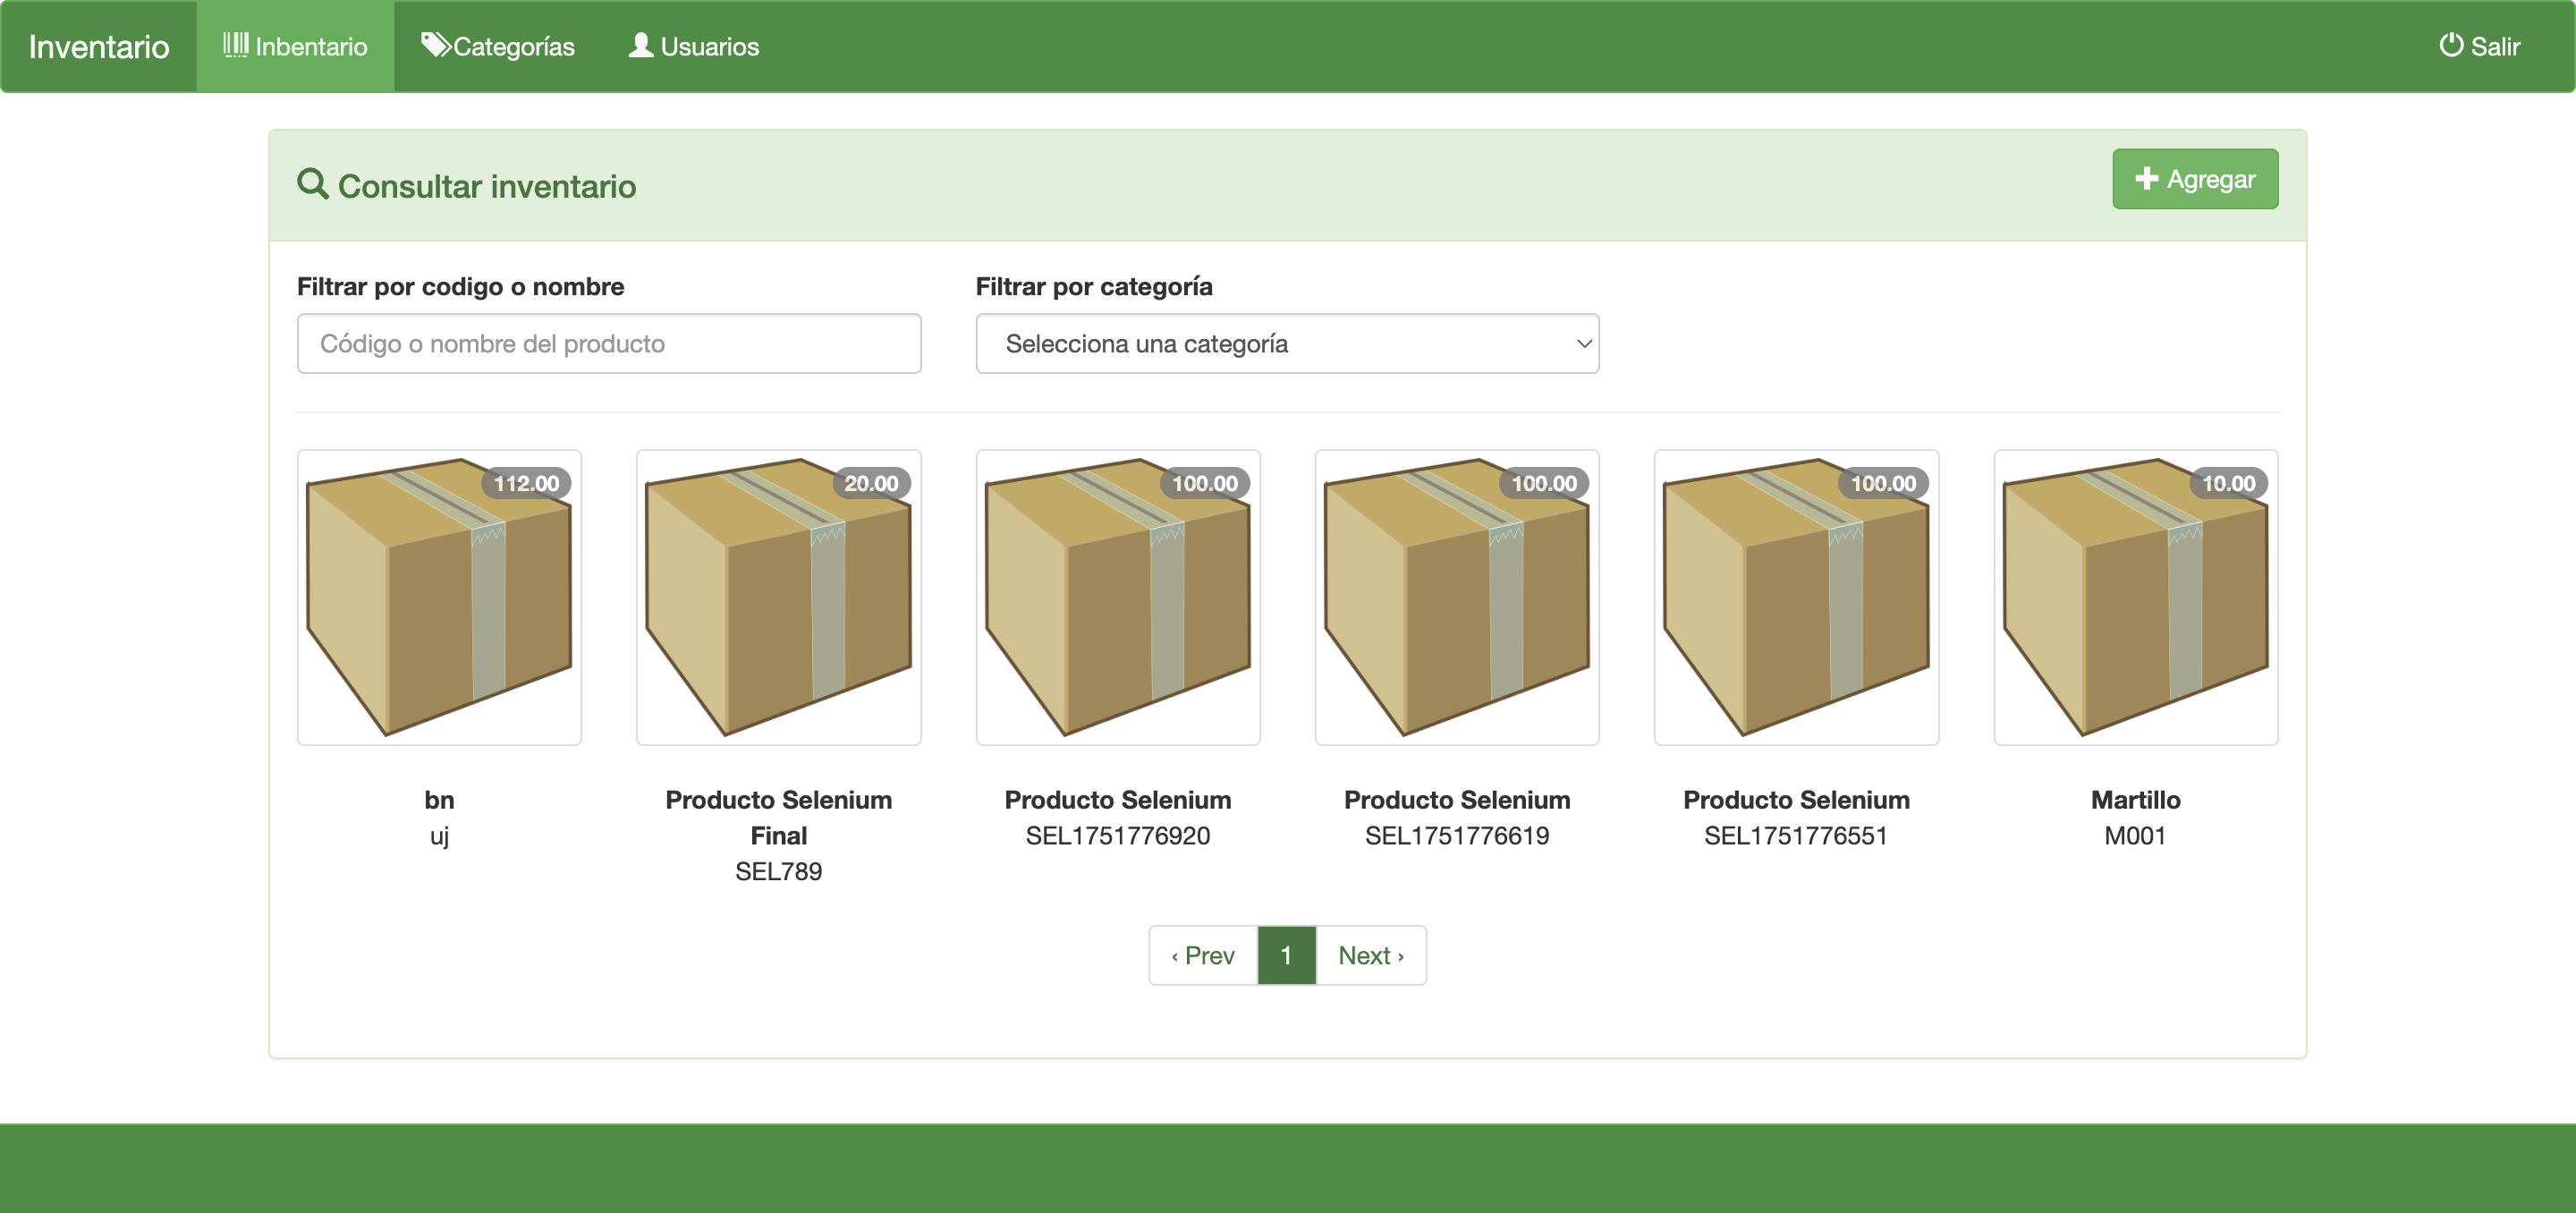 Inventario Inbentario Categorías Usuarios Salir
Consultar inventario
Agregar
Filtrar por codigo o nombre
Filtrar por categoría
Código o nombre del producto
Selecciona una categoría
112.00
20.00
100.00
100.00
100.00
10.00
bn
uj
Producto Selenium
Final
SEL789
Producto Selenium
SEL1751776920
Producto Selenium
SEL1751776619
Producto Selenium
SEL1751776551
Martillo
M001
‹ Prev 1 Next ›